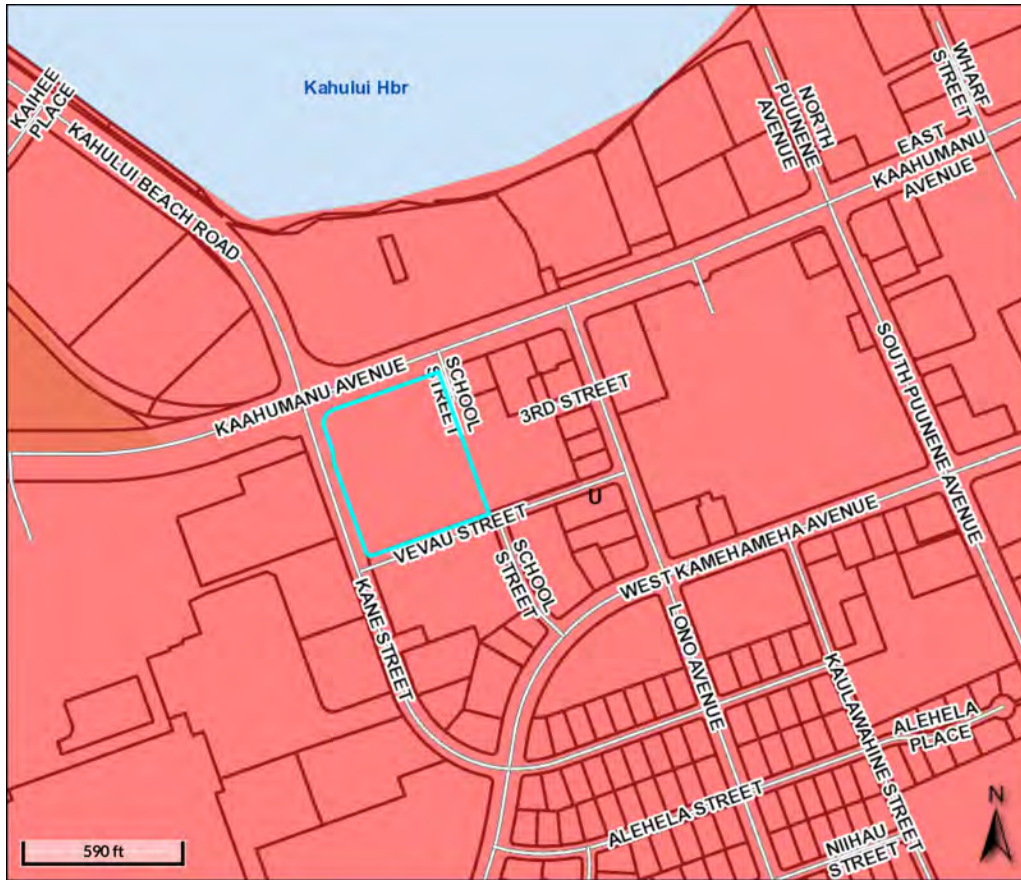 Kahului Hbr
KAIHEE
PLACE
KAHULUI BEACH ROAD
NORTH
PUUNENE
AVENUE
WHARF
STREET
EAST
KAAHUMANU
AVENUE
KAAHUMANU AVENUE
SCHOOL
STREET
3RD STREET
SOUTH PUUNENE AVENUE
U
VEVAU STREET
SCHOOL
STREET
WEST KAMEHAMEHA AVENUE
KANE STREET
LONO AVENUE
KAULAWAHINE STREET
ALEHELA
PLACE
ALEHELA STREET
NIIHAU
STREET
590 ft
N